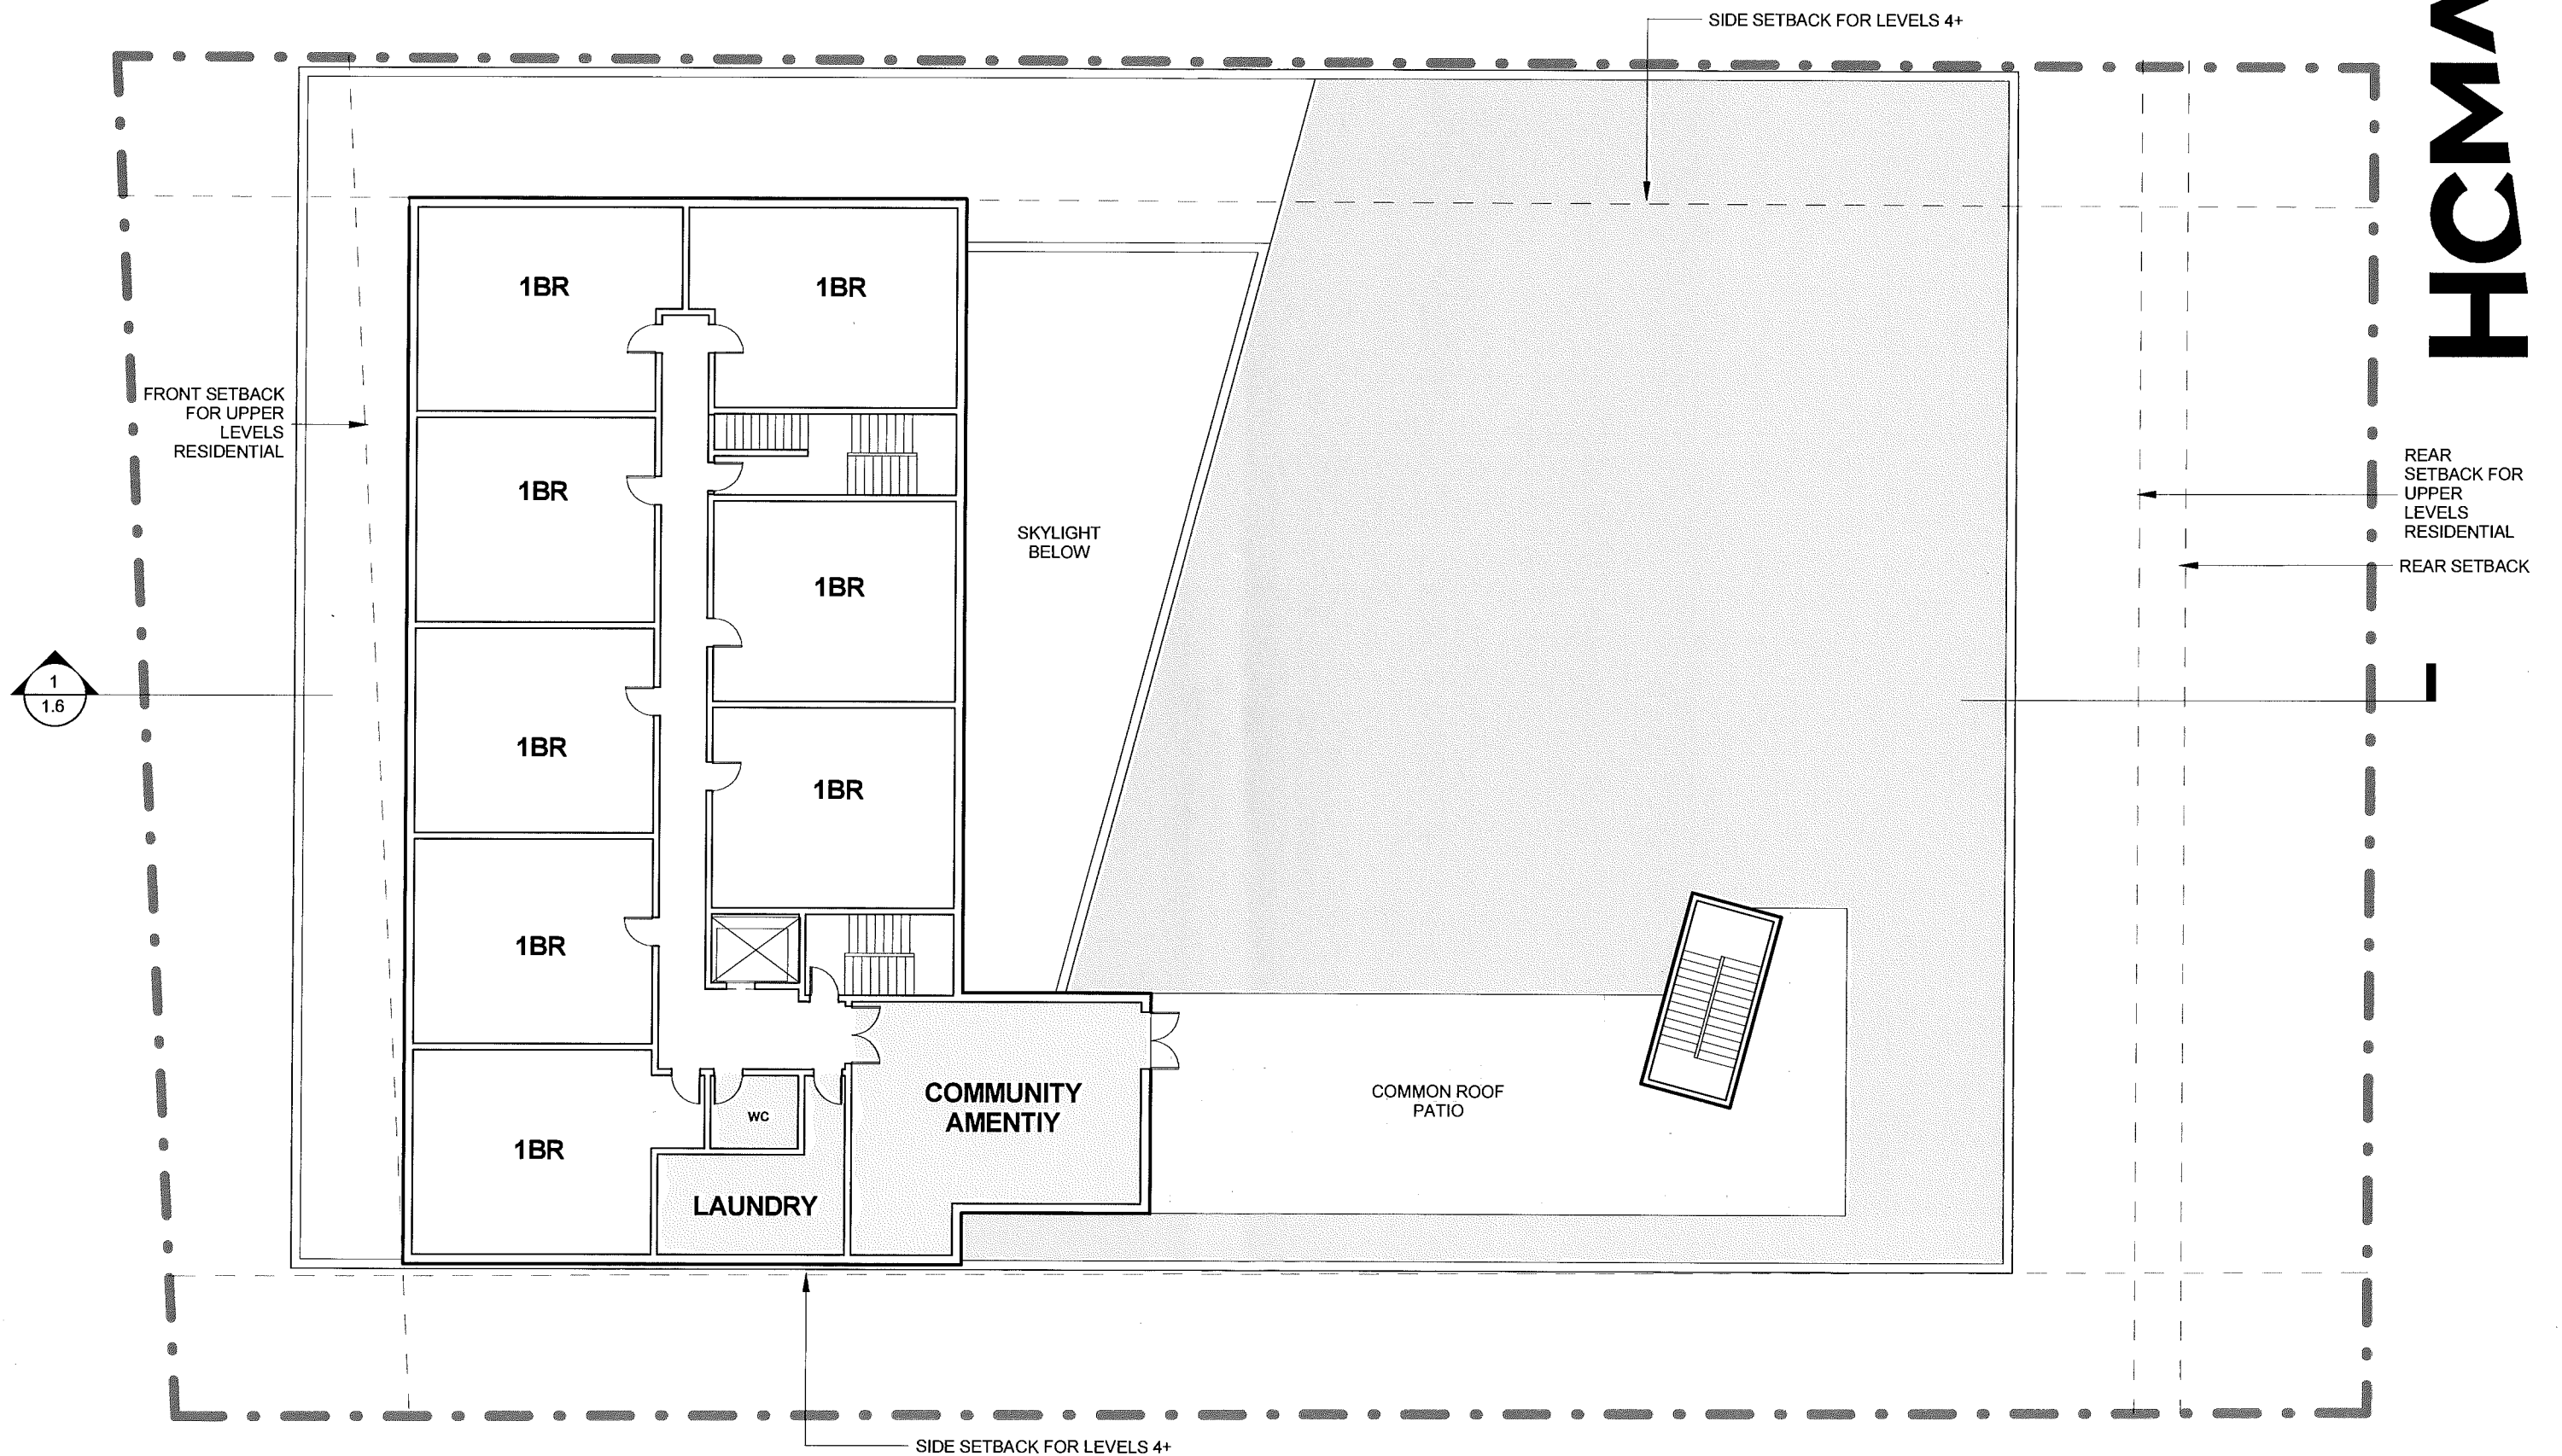 SIDE SETBACK FOR LEVELS 4+
HCMA
1BR
1BR
FRONT SETBACK
FOR UPPER
LEVELS
RESIDENTIAL
1BR
REAR
SETBACK FOR
UPPER
LEVELS
RESIDENTIAL
SKYLIGHT
BELOW
REAR SETBACK
1BR
1
1.6
1BR
1BR
1BR
COMMUNITY
AMENTIY
COMMON ROOF
PATIO
WC
1BR
LAUNDRY
SIDE SETBACK FOR LEVELS 4+